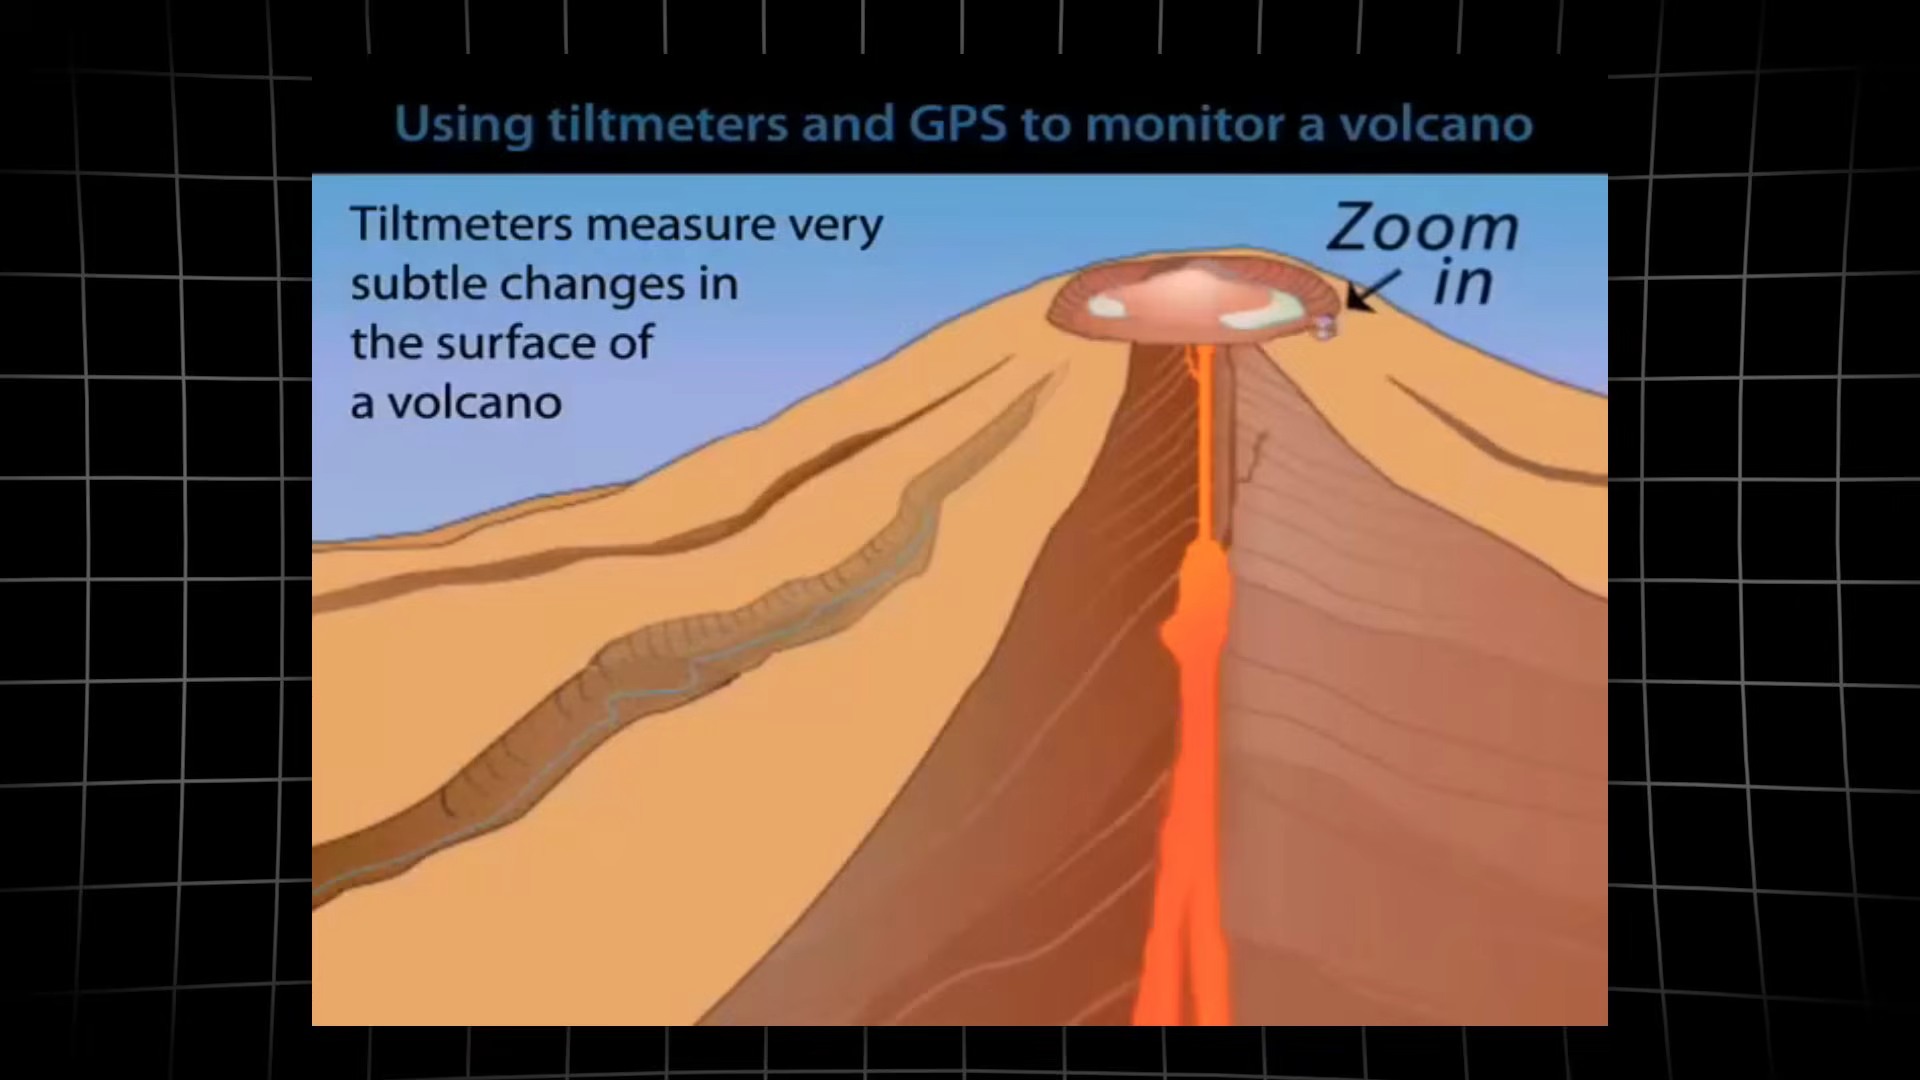 Using tiltmeters and GPS to monitor a volcano
Tiltmeters measure very
subtle changes in
the surface of
a volcano
Zoom
in